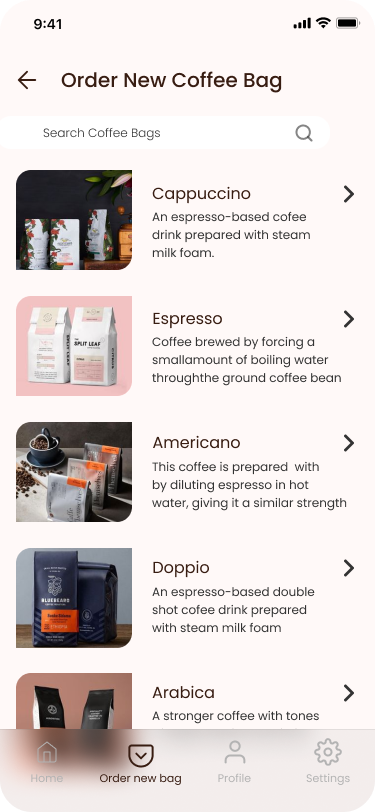 9:41
Order New Coffee Bag
Search Coffee Bags
Cappuccino
An espresso-based cofee
drink prepared with steam
milk foam.
Espresso
Coffee brewed by forcing a
smallamount of boiling water
throughthe ground coffee bean
SPLIT LEAF
Americano
This coffee is prepared  with
by diluting espresso in hot
water, giving it a similar strength
Doppio
An espresso-based double
shot cofee drink prepared
with steam milk foam
BLUEBEARD
Arabica
A stronger coffee with tones
Home
Order new bag
Profile
Settings